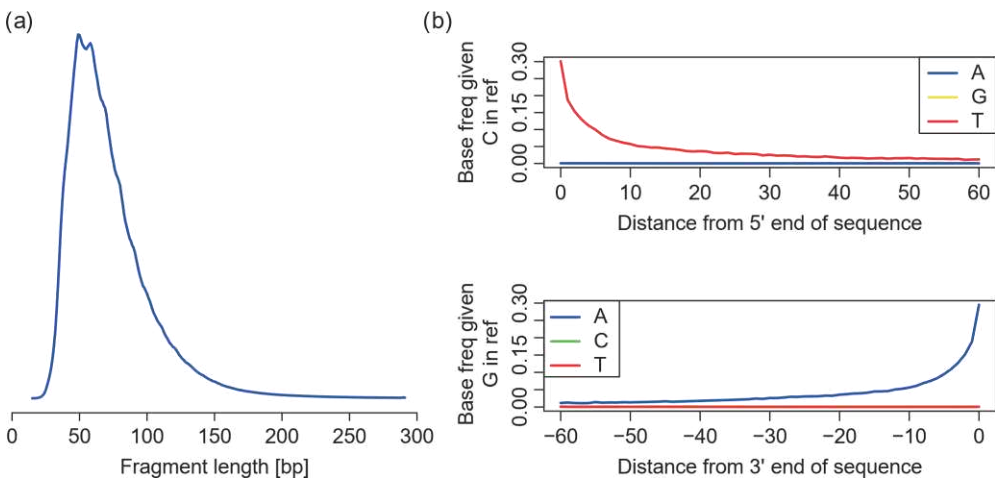 (a)
0 50 100 150 200 250 300
Fragment length [bp]
(b)
Base freq given
C in ref
0.00 0.15 0.30
A
G
T
0 10 20 30 40 50 60
Distance from 5' end of sequence
Base freq given
G in ref
0.00 0.15 0.30
A
C
T
−60 −50 −40 −30 −20 −10 0
Distance from 3' end of sequence